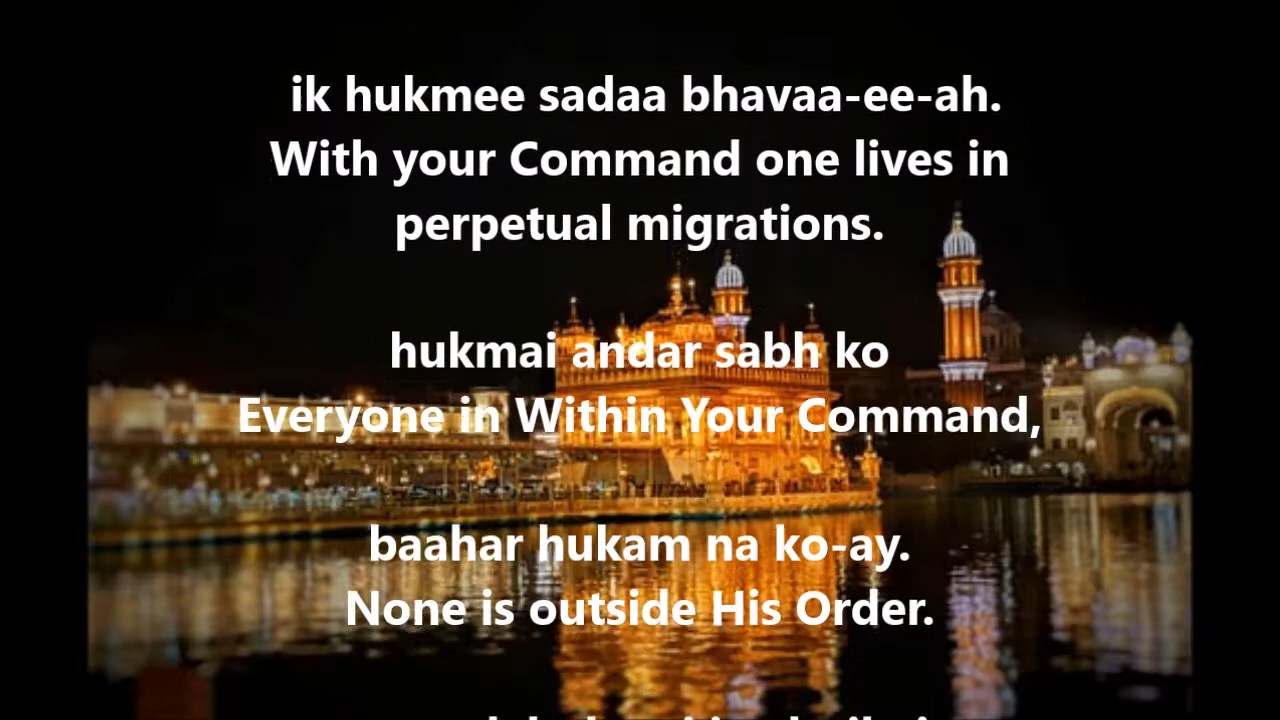 ik hukmee sadaa bhavaa-ee-ah.
With your Command one lives in
perpetual migrations.
hukmai andar sabh ko
Everyone in Within Your Command,
baahar hukam na ko-ay.
None is outside His Order.